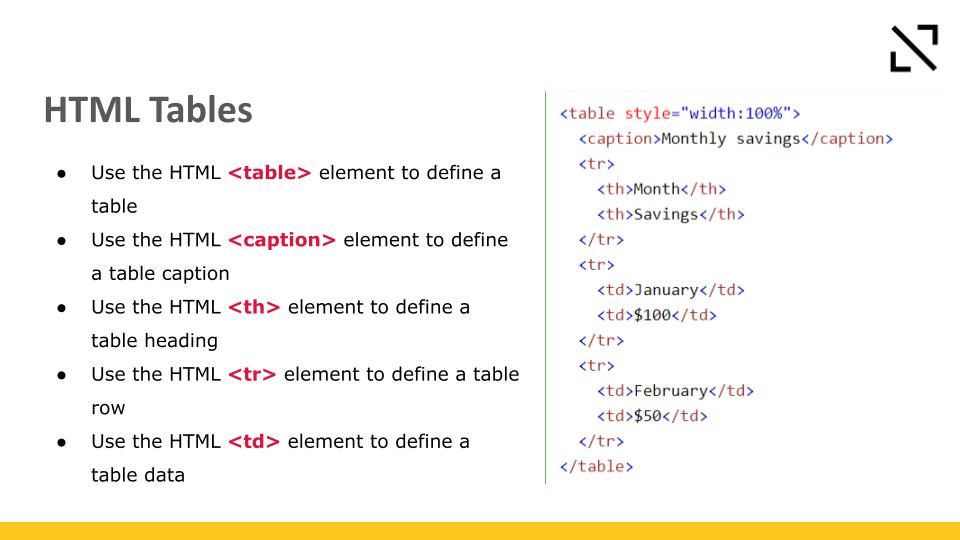 HTML Tables
● Use the HTML <table> element to define a
table
● Use the HTML <caption> element to define
a table caption
● Use the HTML <th> element to define a
table heading
● Use the HTML <tr> element to define a table
row
● Use the HTML <td> element to define a
table data
<table style="width:100%">
  <caption>Monthly savings</caption>
  <tr>
    <th>Month</th>
    <th>Savings</th>
  </tr>
  <tr>
    <td>January</td>
    <td>$100</td>
  </tr>
  <tr>
    <td>February</td>
    <td>$50</td>
  </tr>
</table>